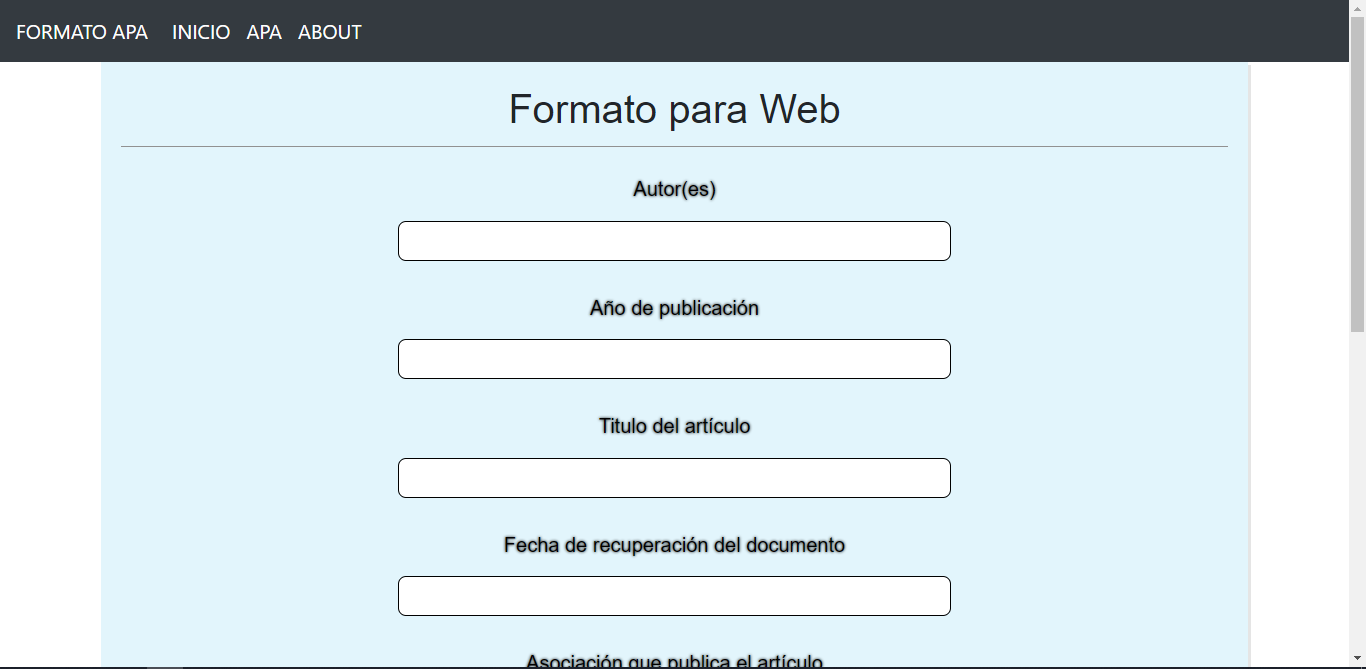 FORMATO APA INICIO APA ABOUT
Formato para Web
Autor(es)
Año de publicación
Titulo del artículo
Fecha de recuperación del documento
Asociación que publica el artículo